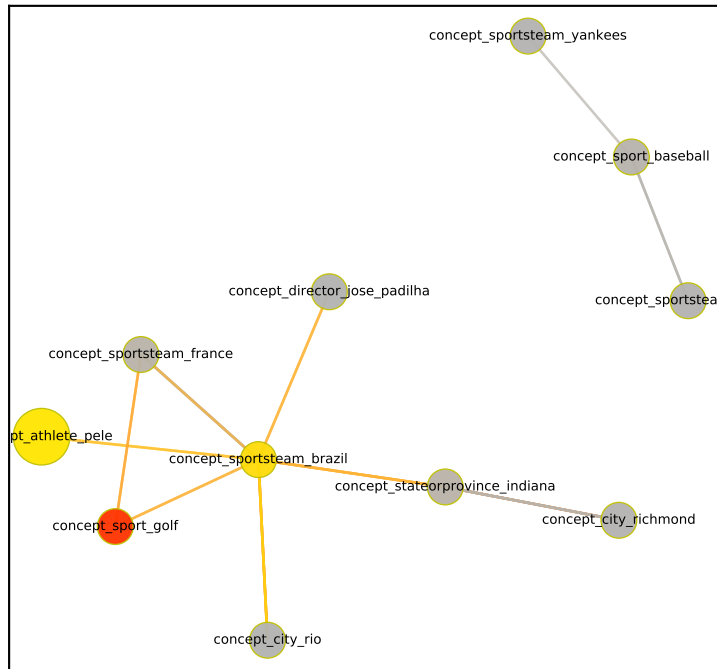 concept_sportsteam_yankees
concept_sport_baseball
concept_director_jose_padilha
concept_sportstea
concept_sportsteam_france
pt_athlete_pele
concept_sportsteam_brazil
concept_stateorprovince_indiana
concept_city_richmond
concept_sport_golf
concept_city_rio